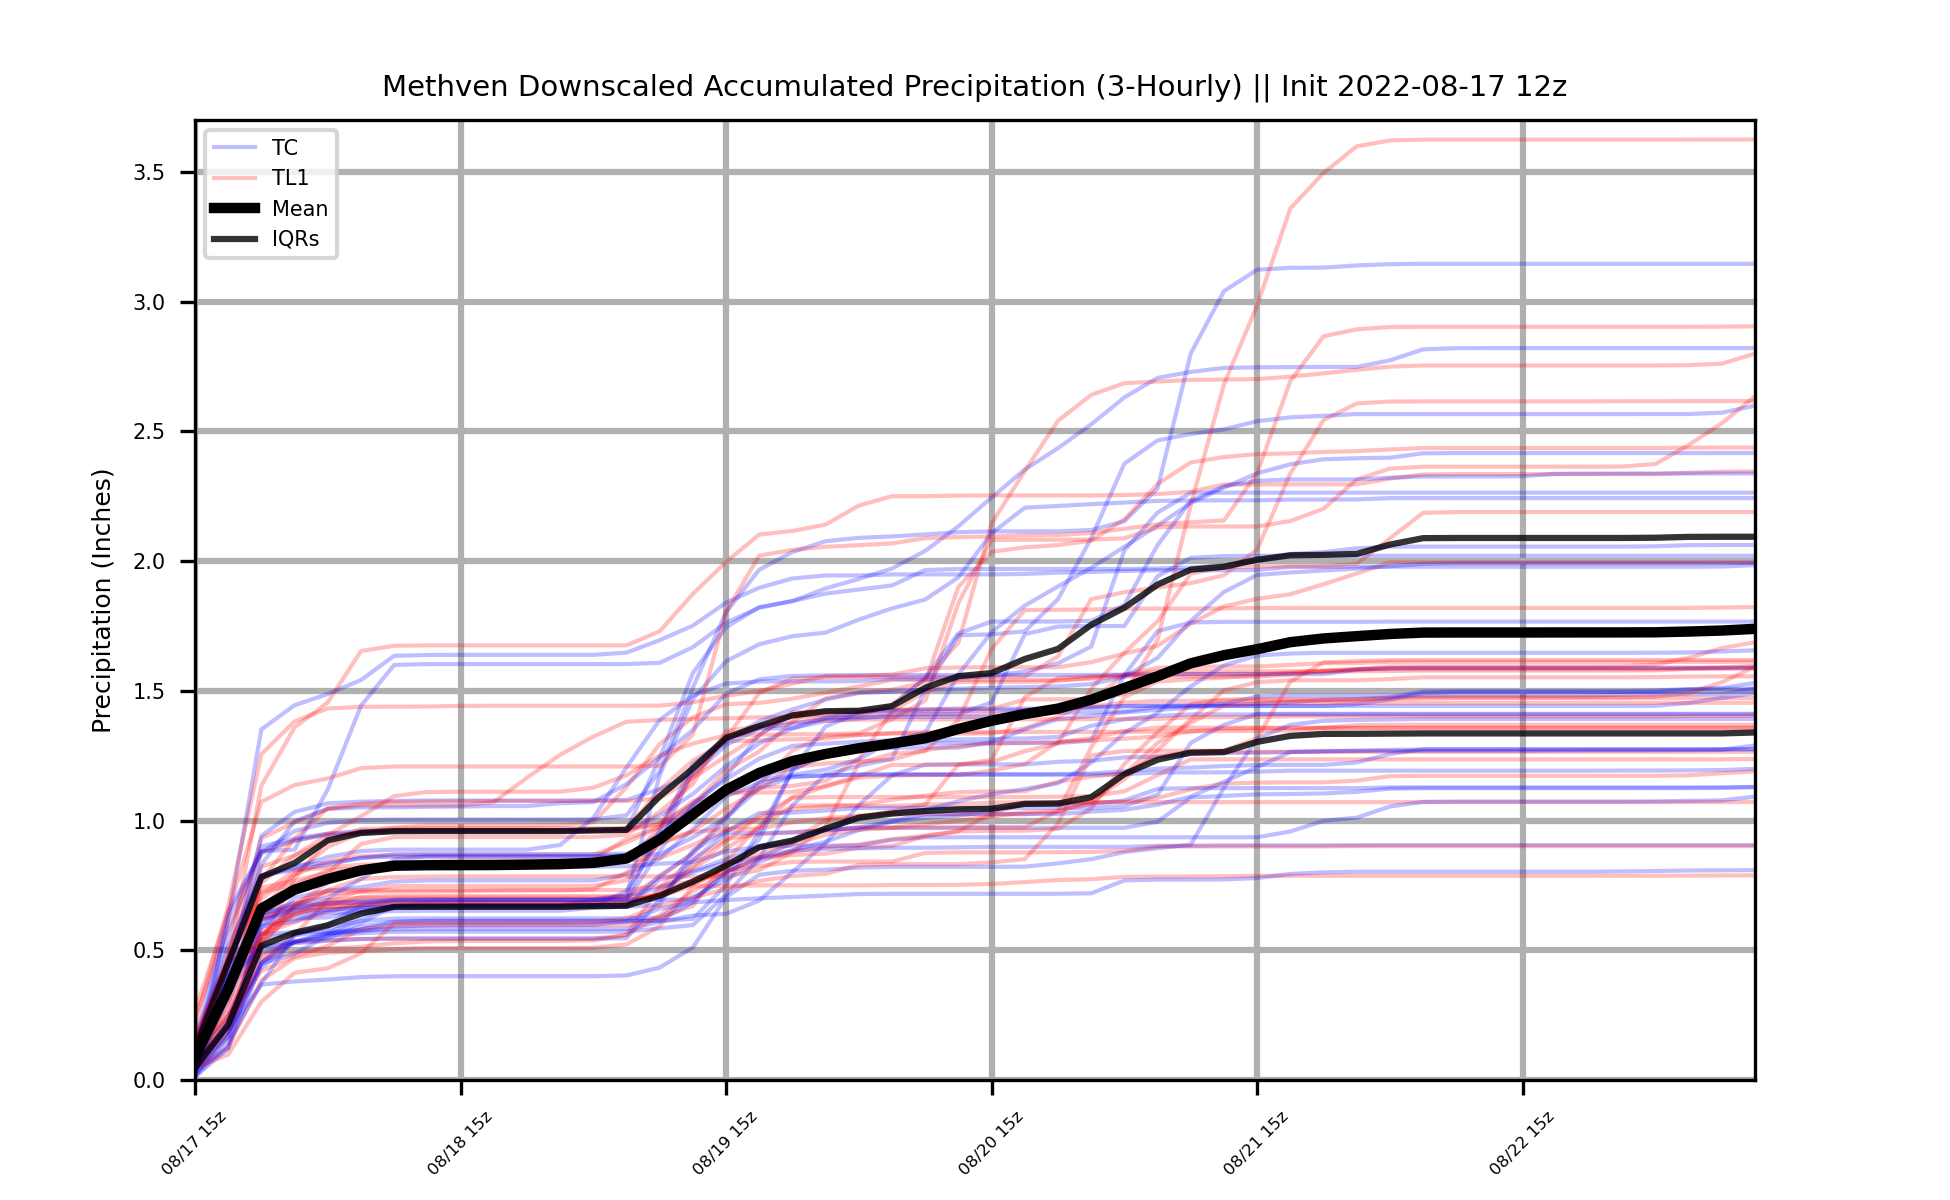 Methven Downscaled Accumulated Precipitation (3-Hourly) || Init 2022-08-17 12z
TC
TL1
Mean
IQRs
Precipitation (Inches)
3.5
3.0
2.5
2.0
1.5
1.0
0.5
0.0
08/17 15z
08/18 15z
08/19 15z
08/20 15z
08/21 15z
08/22 15z